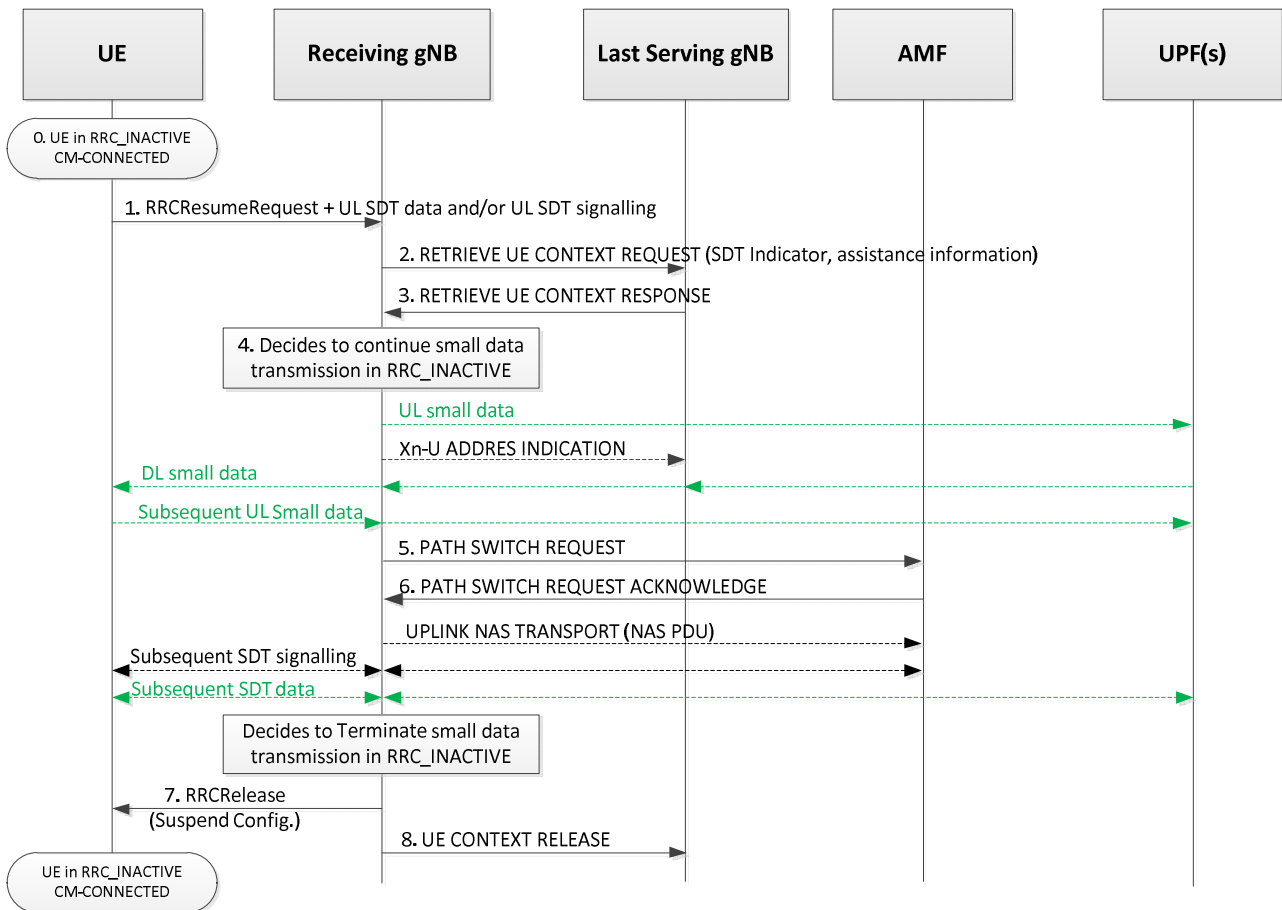 UE
Receiving gNB
Last Serving gNB
AMF
UPF(s)
0. UE in RRC_INACTIVE
CM-CONNECTED
1. RRCResumeRequest + UL SDT data and/or UL SDT signalling
2. RETRIEVE UE CONTEXT REQUEST (SDT Indicator, assistance information)
3. RETRIEVE UE CONTEXT RESPONSE
4. Decides to continue small data
transmission in RRC_INACTIVE
UL small data
Xn-U ADDRES INDICATION
DL small data
Subsequent UL Small data
5. PATH SWITCH REQUEST
6. PATH SWITCH REQUEST ACKNOWLEDGE
UPLINK NAS TRANSPORT (NAS PDU)
Subsequent SDT signalling
Subsequent SDT data
Decides to Terminate small data
transmission in RRC_INACTIVE
7. RRCRelease
(Suspend Config.)
8. UE CONTEXT RELEASE
UE in RRC_INACTIVE
CM-CONNECTED